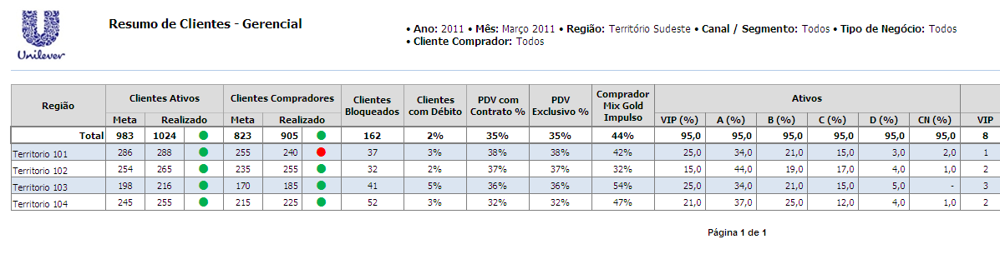 Unilever
Resumo de Clientes - Gerencial
• Ano: 2011 • Mês: Março 2011 • Região: Território Sudeste • Canal / Segmento: Todos • Tipo de Negócio: Todos
• Cliente Comprador: Todos
Região Clientes Ativos Clientes Compradores Clientes Bloqueados Clientes com Débito PDV com Contrato % PDV Exclusivo % Comprador Mix Gold Impulso Ativos
Meta Realizado Meta Realizado VIP (%) A (%) B (%) C (%) D (%) CN (%) VIP
Total 983 1024 823 905 162 2% 35% 35% 44% 95,0 95,0 95,0 95,0 95,0 95,0 8
Territorio 101 286 288 255 240 37 3% 38% 38% 42% 25,0 34,0 21,0 15,0 3,0 2,0 1
Territorio 102 254 265 235 255 32 2% 37% 37% 32% 15,0 44,0 19,0 17,0 4,0 1,0 2
Territorio 103 198 216 170 185 41 5% 36% 36% 54% 25,0 34,0 21,0 15,0 5,0 - 3
Territorio 104 245 255 215 225 52 3% 32% 32% 47% 21,0 37,0 25,0 12,0 4,0 1,0 2
Página 1 de 1